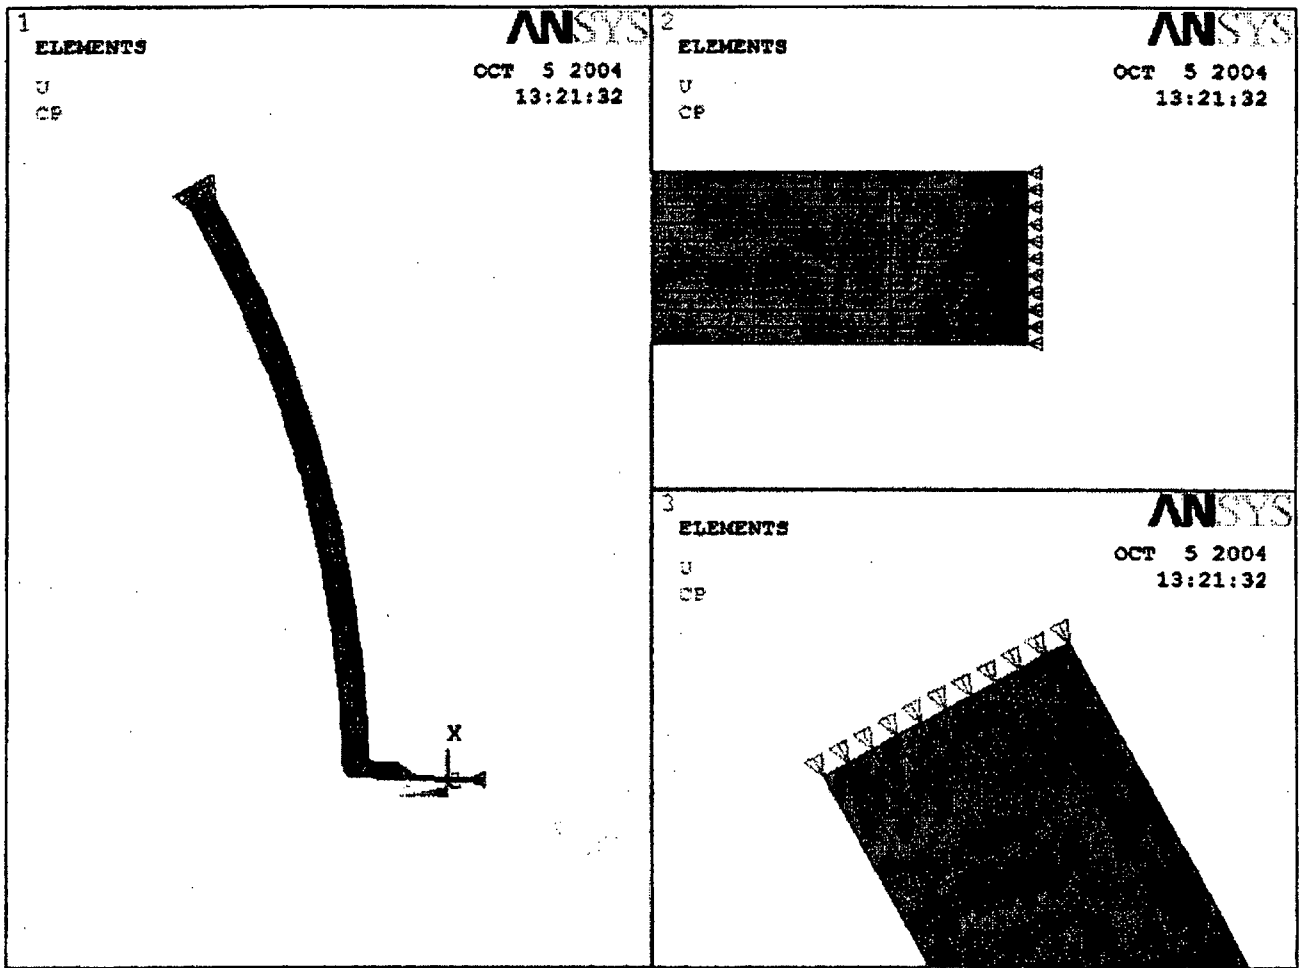 1
ANSYS
ELEMENTS
OCT 5 2004
U
13:21:32
CP
X
2
ANSYS
ELEMENTS
OCT 5 2004
U
13:21:32
CP
3
ANSYS
ELEMENTS
OCT 5 2004
U
13:21:32
CP